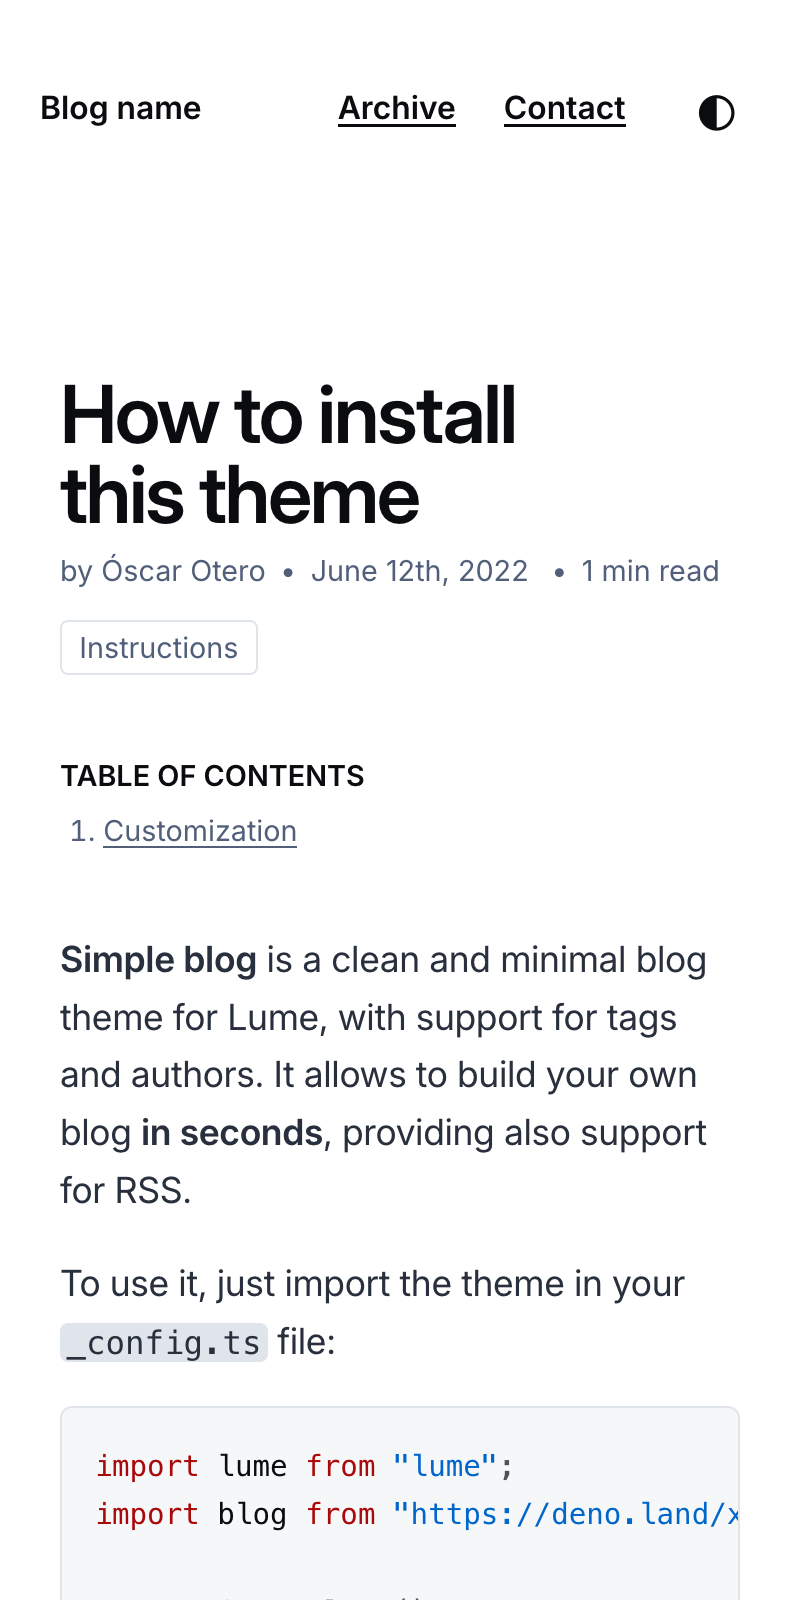 Blog name Archive Contact
How to install
this theme
by Óscar Otero • June 12th, 2022 • 1 min read
Instructions
TABLE OF CONTENTS
1. Customization
Simple blog is a clean and minimal blog
theme for Lume, with support for tags
and authors. It allows to build your own
blog in seconds, providing also support
for RSS.
To use it, just import the theme in your
_config.ts file:
import lume from "lume";
import blog from "https://deno.land/x